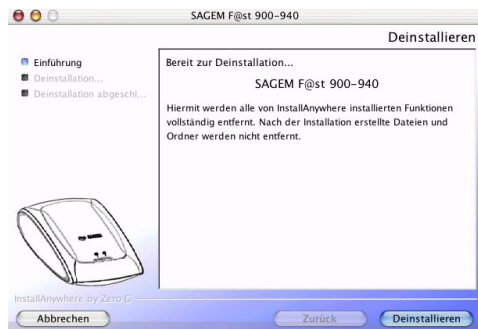 SAGEM F@st 900-940
Deinstallieren
Einführung
Deinstallation...
Deinstallation abgeschl...
Bereit zur Deinstallation...
SAGEM F@st 900-940
Hiermit werden alle von InstallAnywhere installierten Funktionen
vollständig entfernt. Nach der Installation erstellte Dateien und
Ordner werden nicht entfernt.
InstallAnywhere by Zero G
Abbrechen
Zurück
Deinstallieren